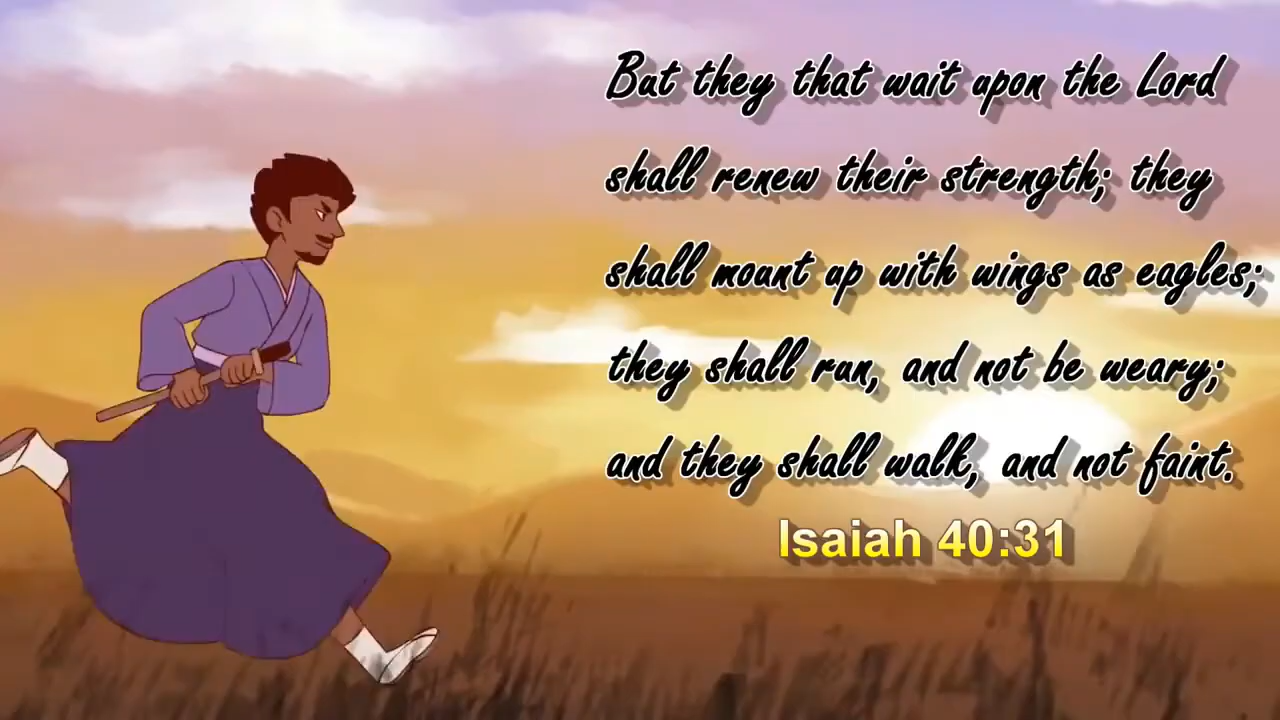 But they that wait upon the Lord
shall renew their strength; they
shall mount up with wings as eagles;
they shall run, and not be weary;
and they shall walk, and not faint.
Isaiah 40:31